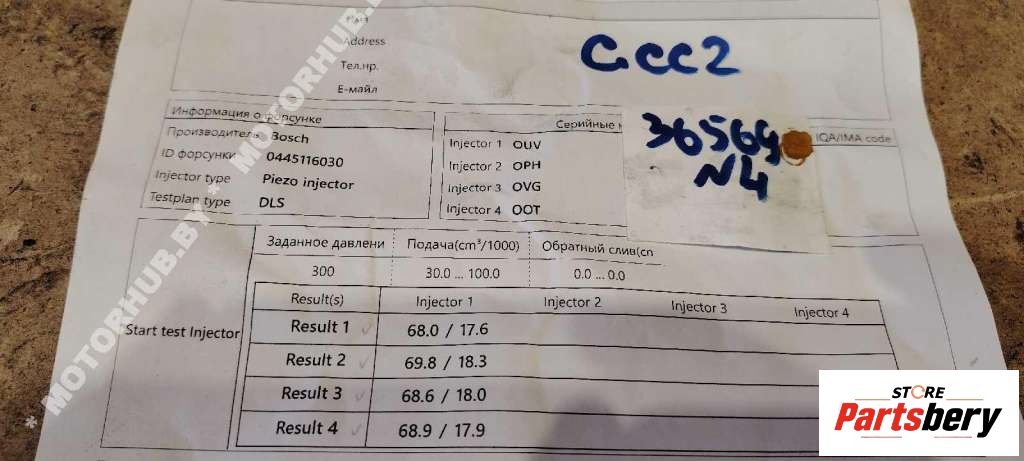 Address
Тел.нр.
Е-майл
GCC2
36569
N4
Информация о форсунке
Производитель Bosch
ID форсунки 0445116030
Injector type Piezo injector
Testplan type DLS
Серийные н
IQA/IMA code
Injector 1 OUV
Injector 2 OPH
Injector 3 OVG
Injector 4 OOT
Заданное давлени Подача(cm³/1000) Обратный слив(cп
300 30.0 ... 100.0 0.0 ... 0.0
Start test Injector
Result(s) Injector 1 Injector 2 Injector 3 Injector 4
Result 1 ✓ 68.0 / 17.6
Result 2 ✓ 69.8 / 18.3
Result 3 ✓ 68.6 / 18.0
Result 4 ✓ 68.9 / 17.9
* MOTORHUB.BY * MOTORHUB.BY * MOTORHUB.BY
STORE
Partsbery